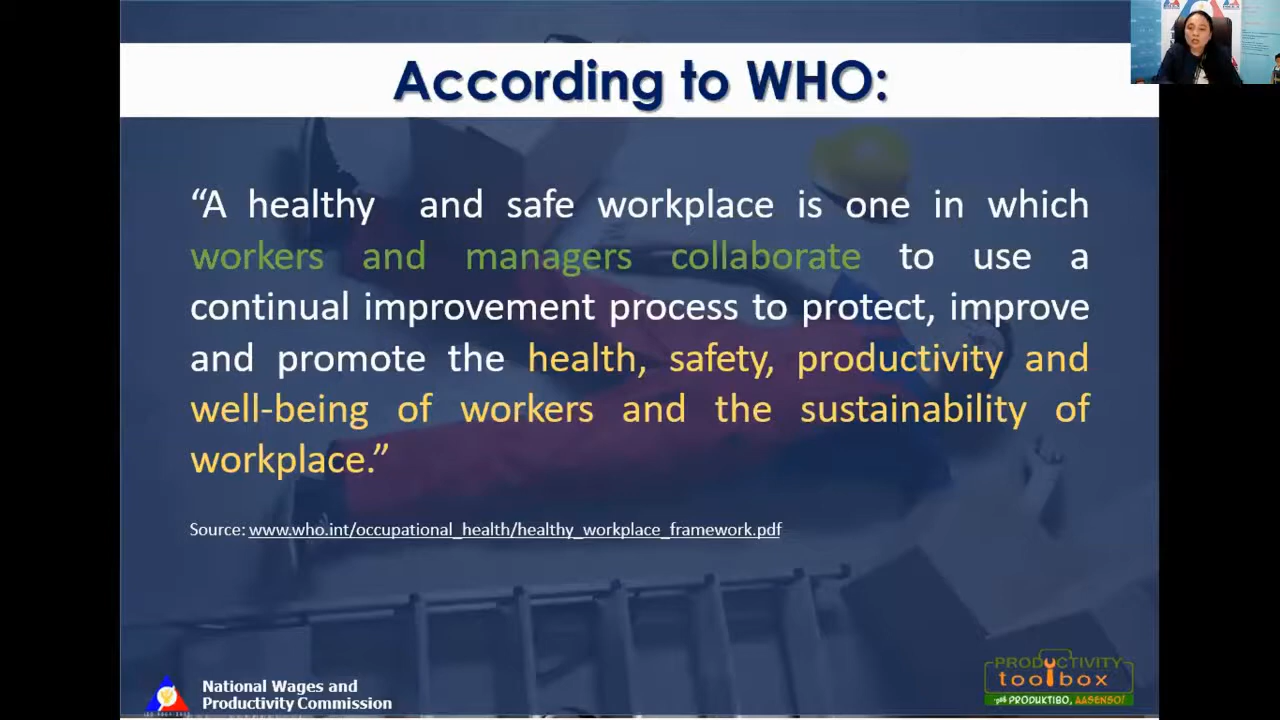 According to WHO:
“A healthy and safe workplace is one in which
workers and managers collaborate to use a
continual improvement process to protect, improve
and promote the health, safety, productivity and
well-being of workers and the sustainability of
workplace.”
Source: www.who.int/occupational_health/healthy_workplace_framework.pdf
National Wages and
Productivity Commission
PRODUCTIVITY
toolbox
PRODUKTIBO, AASENSO!